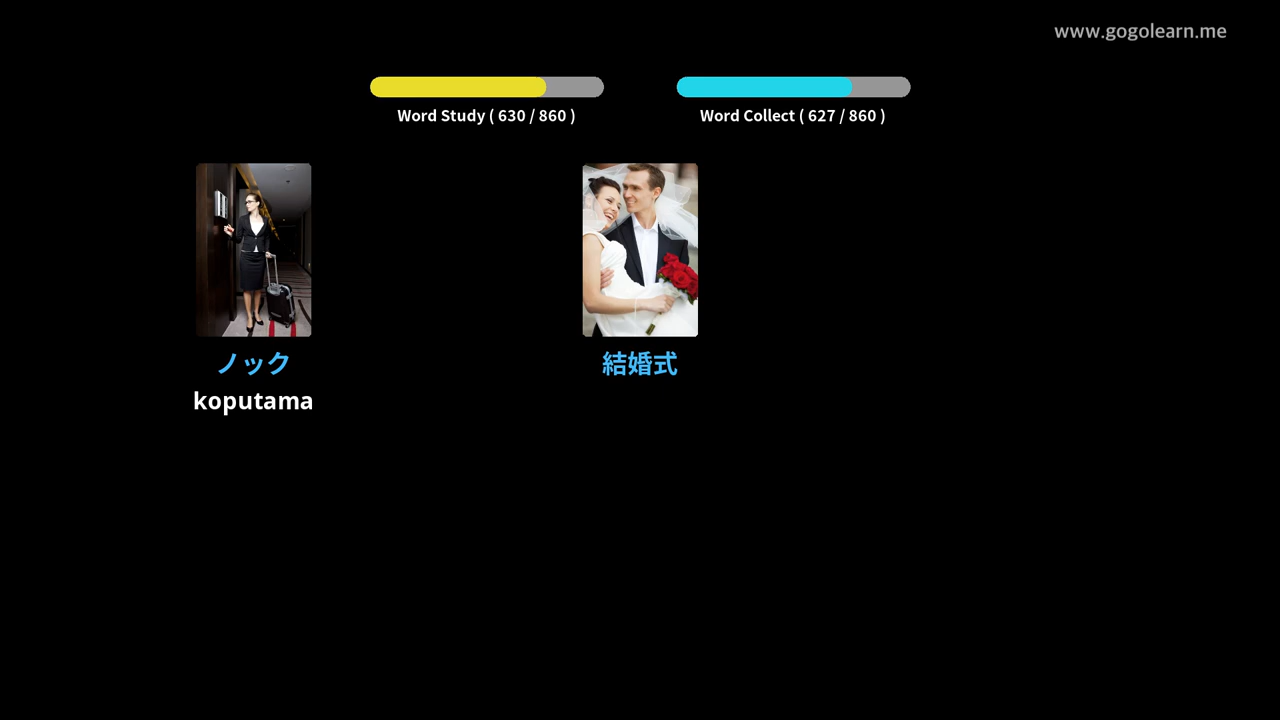 www.gogolearn.me
Word Study ( 630 / 860 )
Word Collect ( 627 / 860 )
ノック
結婚式
koputama